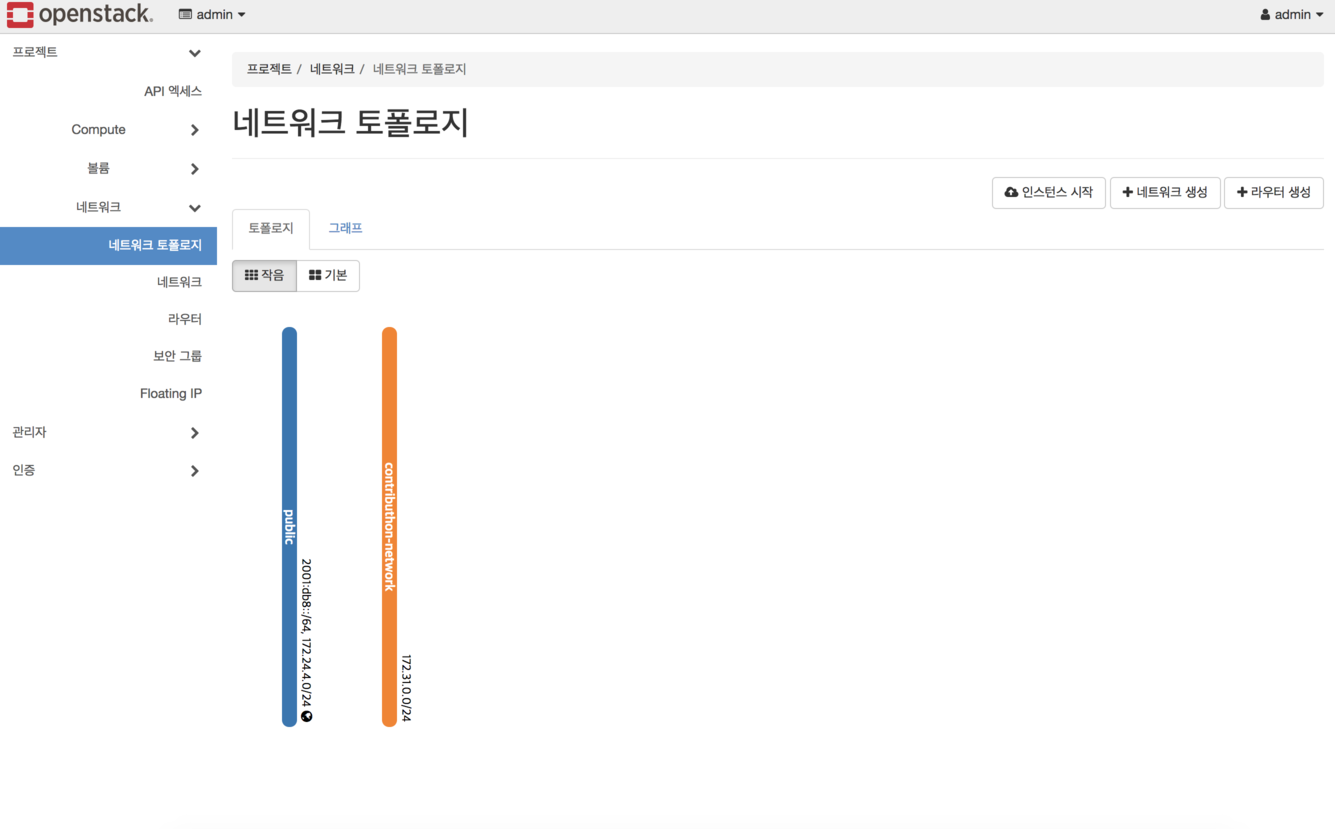 openstack.
admin
admin
프로젝트
API 엑세스
Compute
볼륨
네트워크
네트워크 토폴로지
네트워크
라우터
보안 그룹
Floating IP
관리자
인증
프로젝트 / 네트워크 / 네트워크 토폴로지
네트워크 토폴로지
인스턴스 시작
네트워크 생성
라우터 생성
토폴로지
그래프
작음
기본
public
2001:db8::/64, 172.24.4.0/24
contributhon-network
172.31.0.0/24